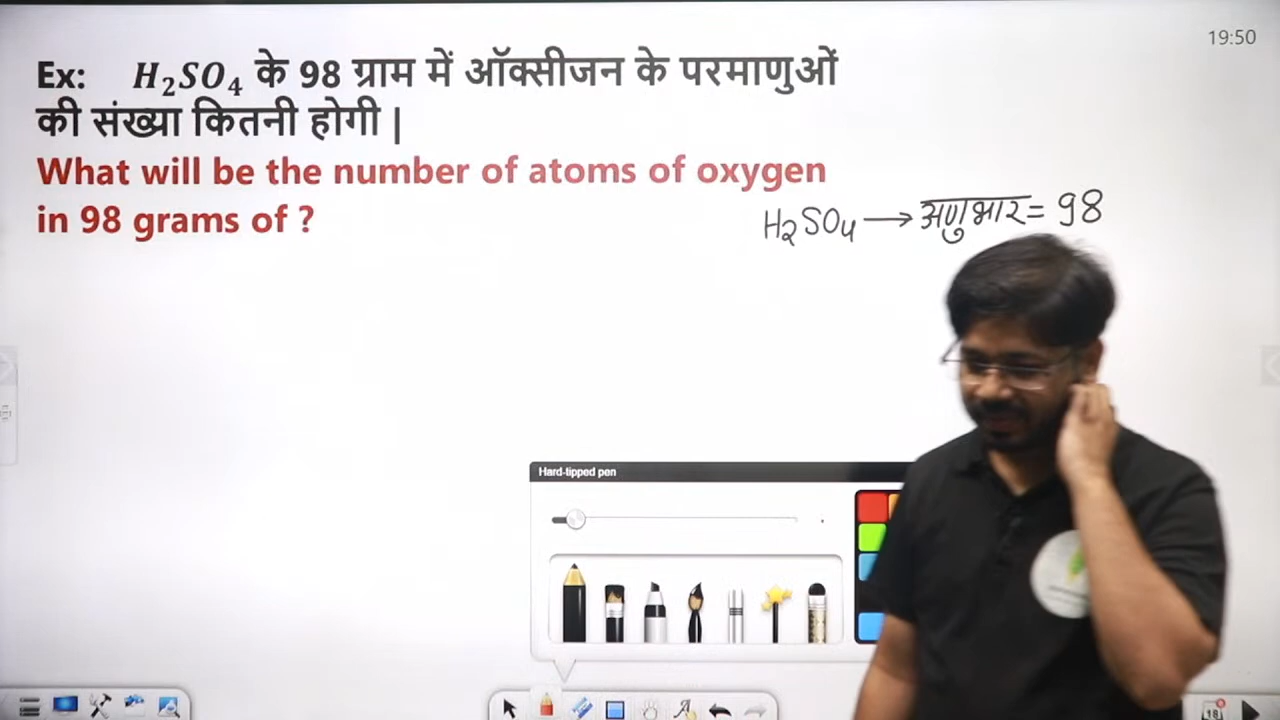 19:50
Ex: H₂SO₄ के 98 ग्राम में ऑक्सीजन के परमाणुओं
की संख्या कितनी होगी |
What will be the number of atoms of oxygen
in 98 grams of ?
H₂SO₄ → अणुभार = 98
Hard-tipped pen
18